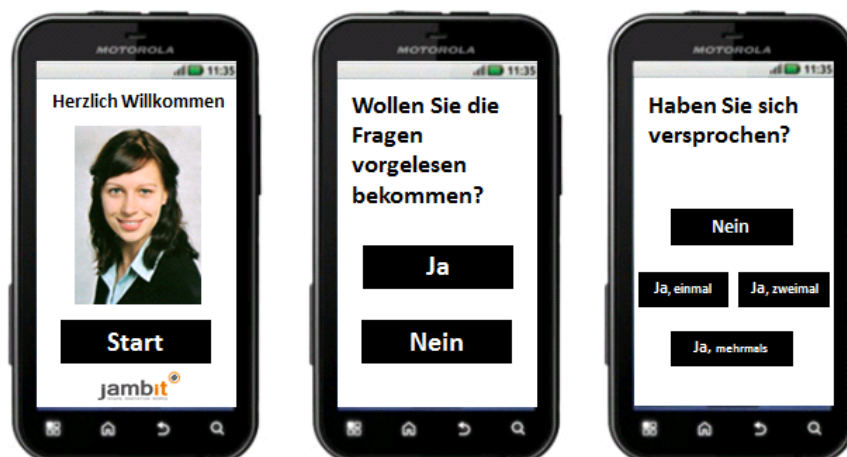 MOTOROLA
11:35
Herzlich Willkommen
Start
jambit
MOTOROLA
11:35
Wollen Sie die
Fragen
vorgelesen
bekommen?
Ja
Nein
MOTOROLA
11:35
Haben Sie sich
versprochen?
Nein
Ja, einmal
Ja, zweimal
Ja, mehrmals